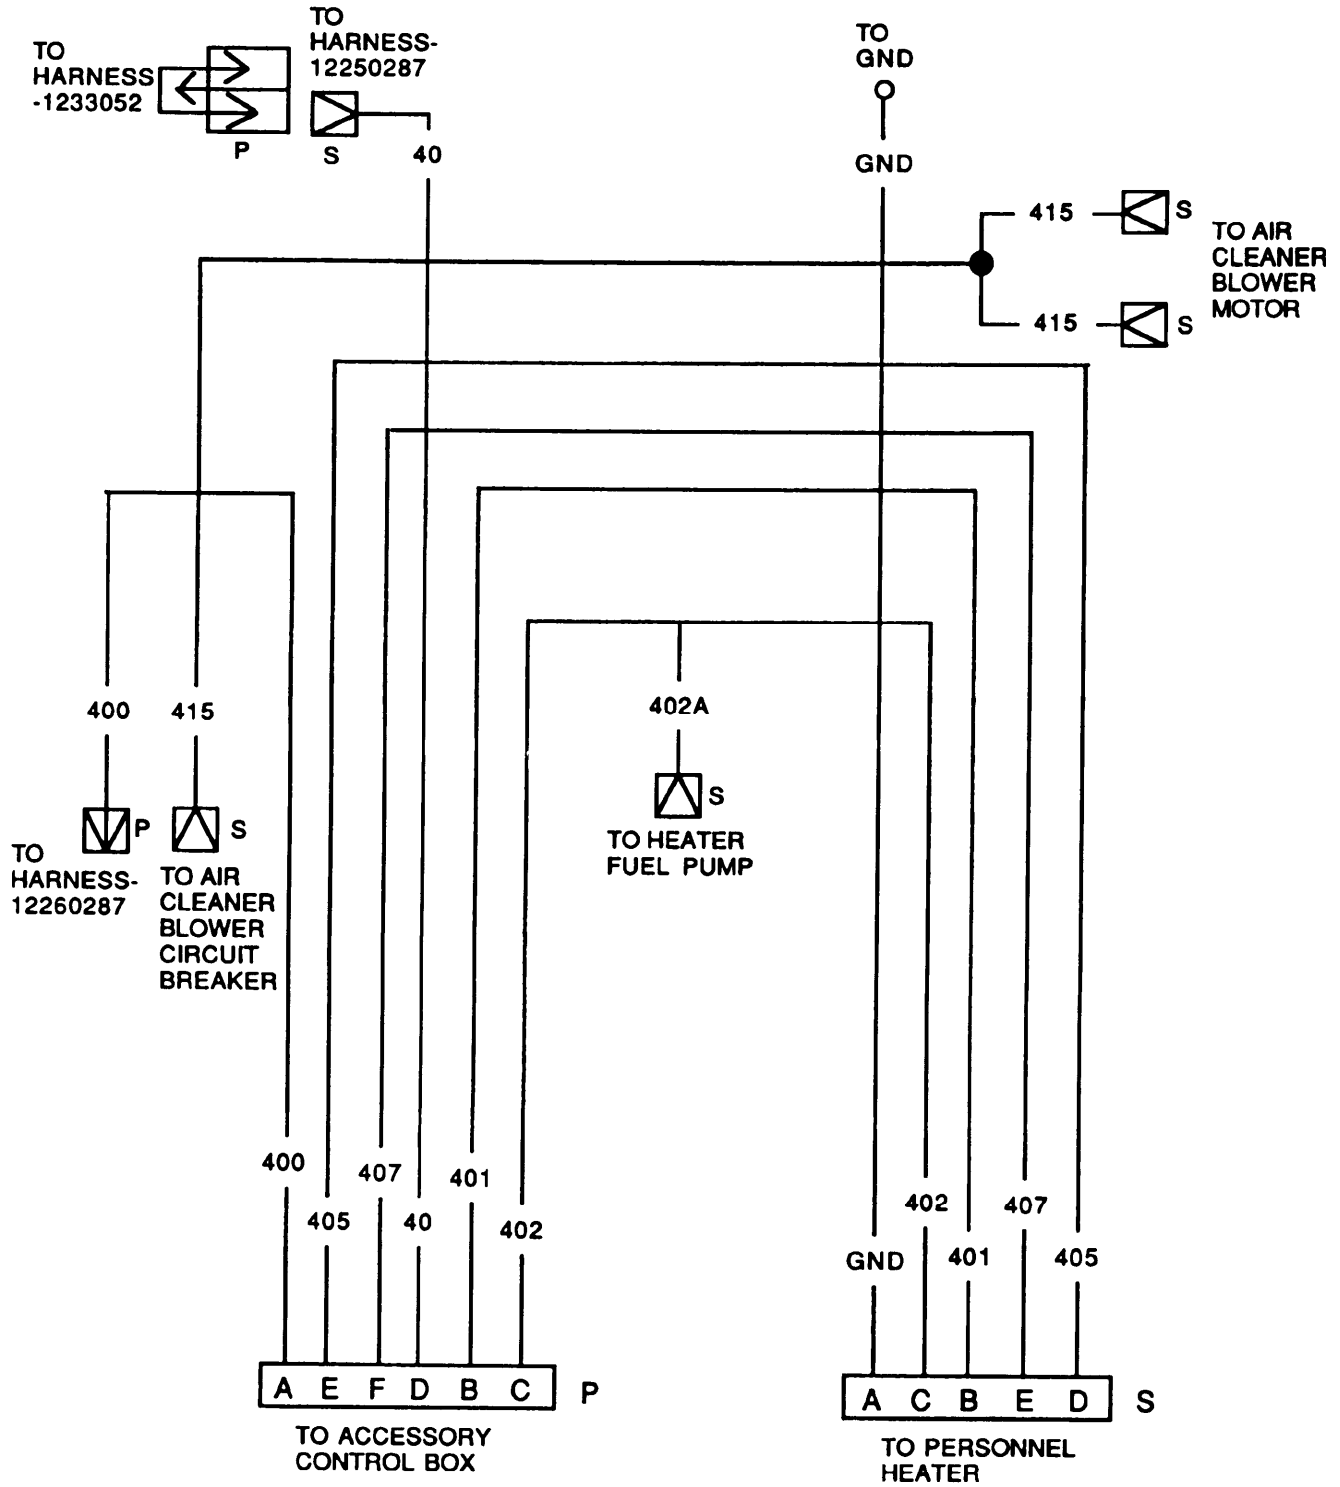 TO
HARNESS
-1233052
P
TO
HARNESS-
12250287
S
40
TO
GND
GND
415
S
415
S
TO AIR
CLEANER
BLOWER
MOTOR
400
415
P
S
TO
HARNESS-
12260287
TO AIR
CLEANER
BLOWER
CIRCUIT
BREAKER
402A
S
TO HEATER
FUEL PUMP
400
405
407
40
401
402
A E F D B C
P
TO ACCESSORY
CONTROL BOX
GND
402
401
407
405
A C B E D
S
TO PERSONNEL
HEATER